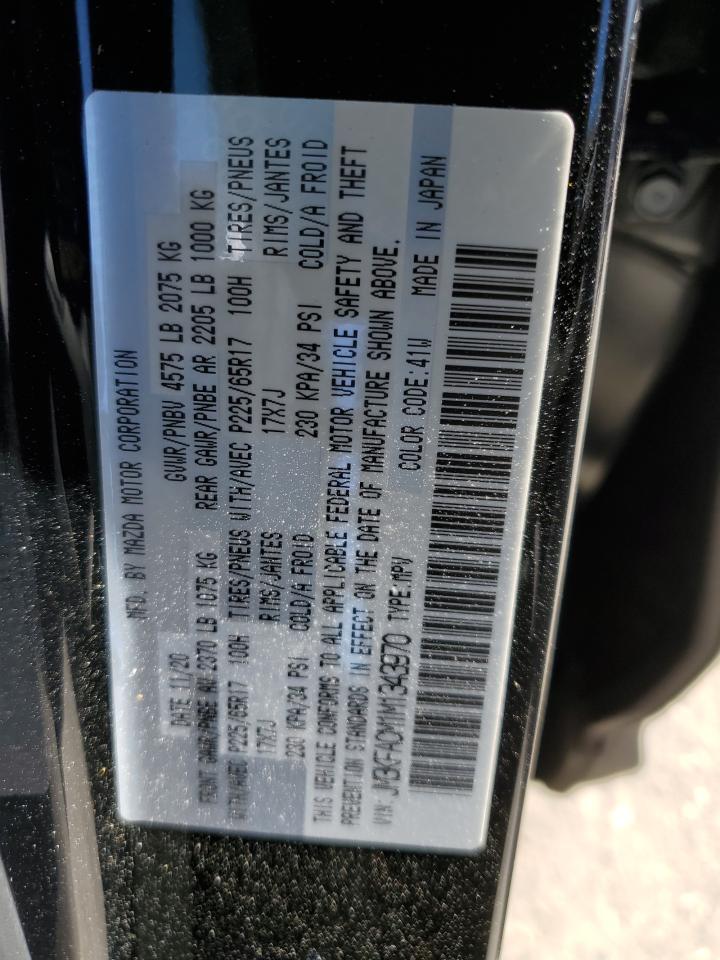 MFD. BY MAZDA MOTOR CORPORATION
DATE 11/20 GVWR/PNBV 4575 LB 2075 KG
FRONT GAWR/PNBE AV 2370 LB 1075 KG REAR GAWR/PNBE AR 2205 LB 1000 KG
WITH/AVEC P225/65R17 100H TIRES/PNEUS WITH/AVEC P225/65R17 100H TIRES/PNEUS
17X7J RIMS/JANTES 17X7J RIMS/JANTES
230 KPA/34 PSI COLD/A FROID 230 KPA/34 PSI COLD/A FROID
THIS VEHICLE CONFORMS TO ALL APPLICABLE FEDERAL MOTOR VEHICLE SAFETY AND THEFT
PREVENTION STANDARDS IN EFFECT ON THE DATE OF MANUFACTURE SHOWN ABOVE.
VIN: JM3KFADM1M1343970 TYPE:MPV COLOR CODE 41W MADE IN JAPAN